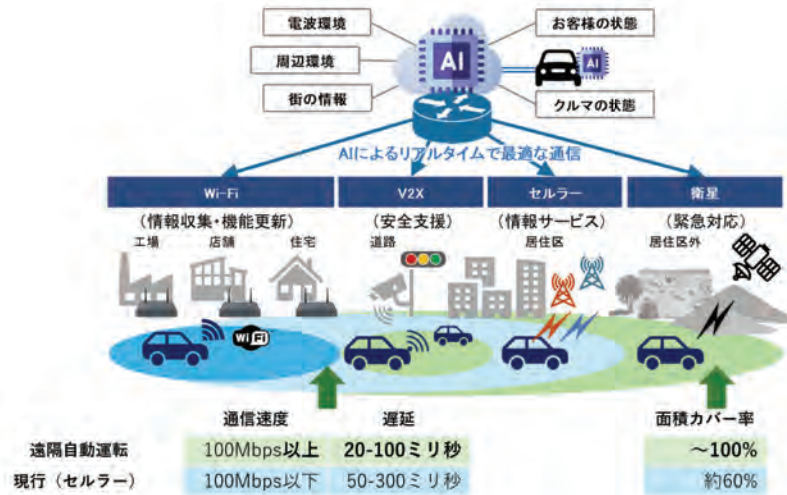 電波環境
お客様の状態
周辺環境
AI
AI
街の情報
クルマの状態
AIによるリアルタイムで最適な通信
Wi-Fi
V2X
セルラー
衛星
(情報収集・機能更新)
(安全支援)
(情報サービス)
(緊急対応)
工場
店舗
住宅
道路
居住区
居住区外
Wi Fi
通信速度
遅延
面積カバー率
遠隔自動運転
100Mbps以上
20-100ミリ秒
~100%
現行(セルラー)
100Mbps以下
50-300ミリ秒
約60%